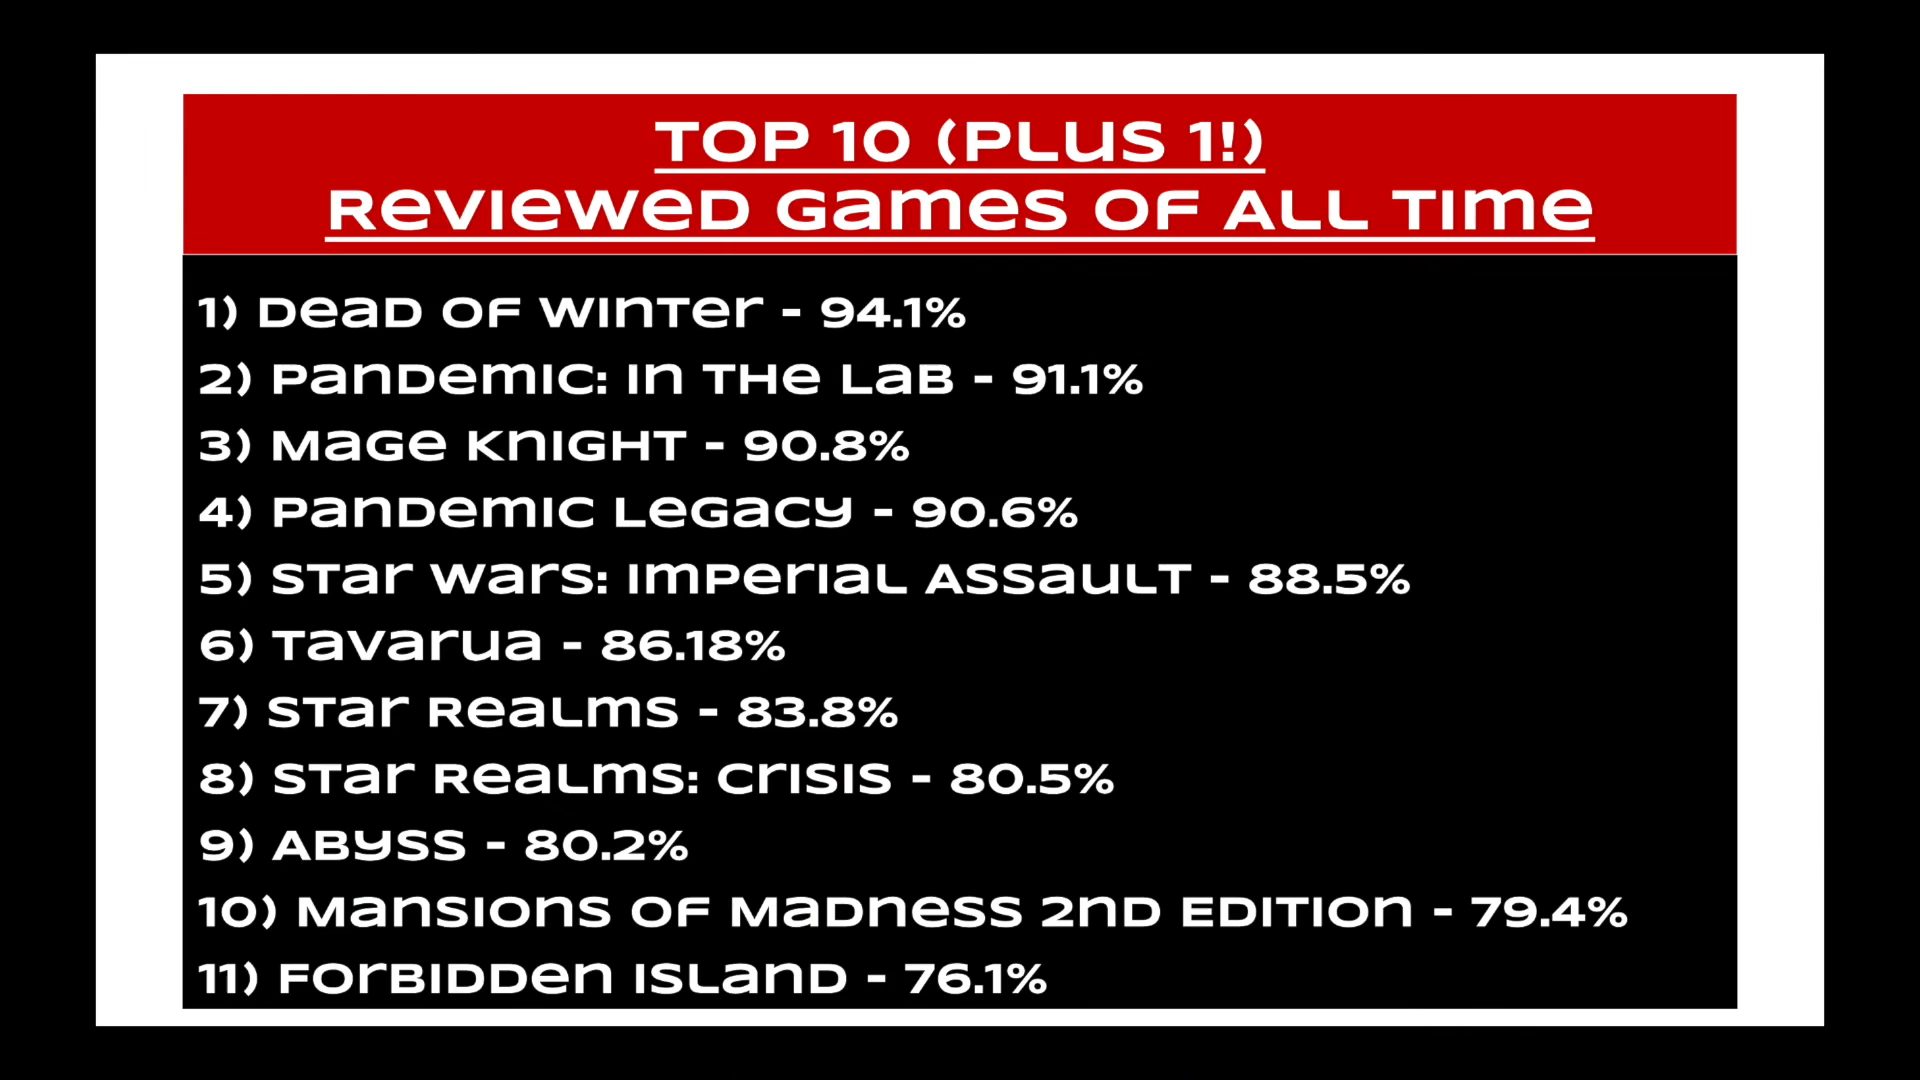 TOP 10 (PLUS 1!)
REVIEWED GAMES OF ALL TIME
1) DEAD OF WINTER - 94.1%
2) PANDEMIC: IN THE LAB - 91.1%
3) MAGE KNIGHT - 90.8%
4) PANDEMIC LEGACY - 90.6%
5) STAR WARS: IMPERIAL ASSAULT - 88.5%
6) TAVARUA - 86.18%
7) STAR REALMS - 83.8%
8) STAR REALMS: CRISIS - 80.5%
9) ABYSS - 80.2%
10) MANSIONS OF MADNESS 2ND EDITION - 79.4%
11) FORBIDDEN ISLAND - 76.1%